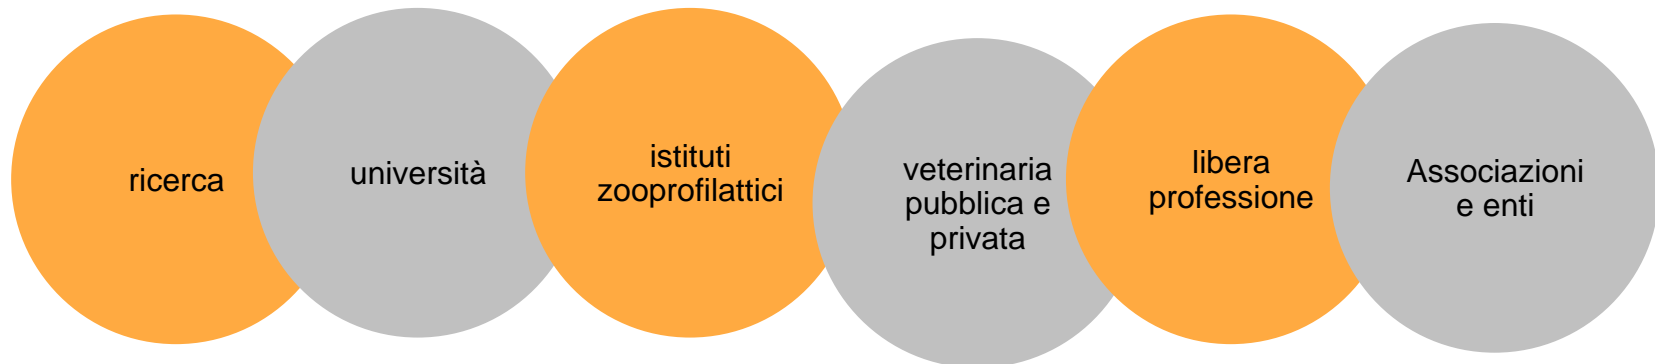 ricerca
università
istituti
zooprofilattici
veterinaria
pubblica e
privata
libera
professione
Associazioni
e enti